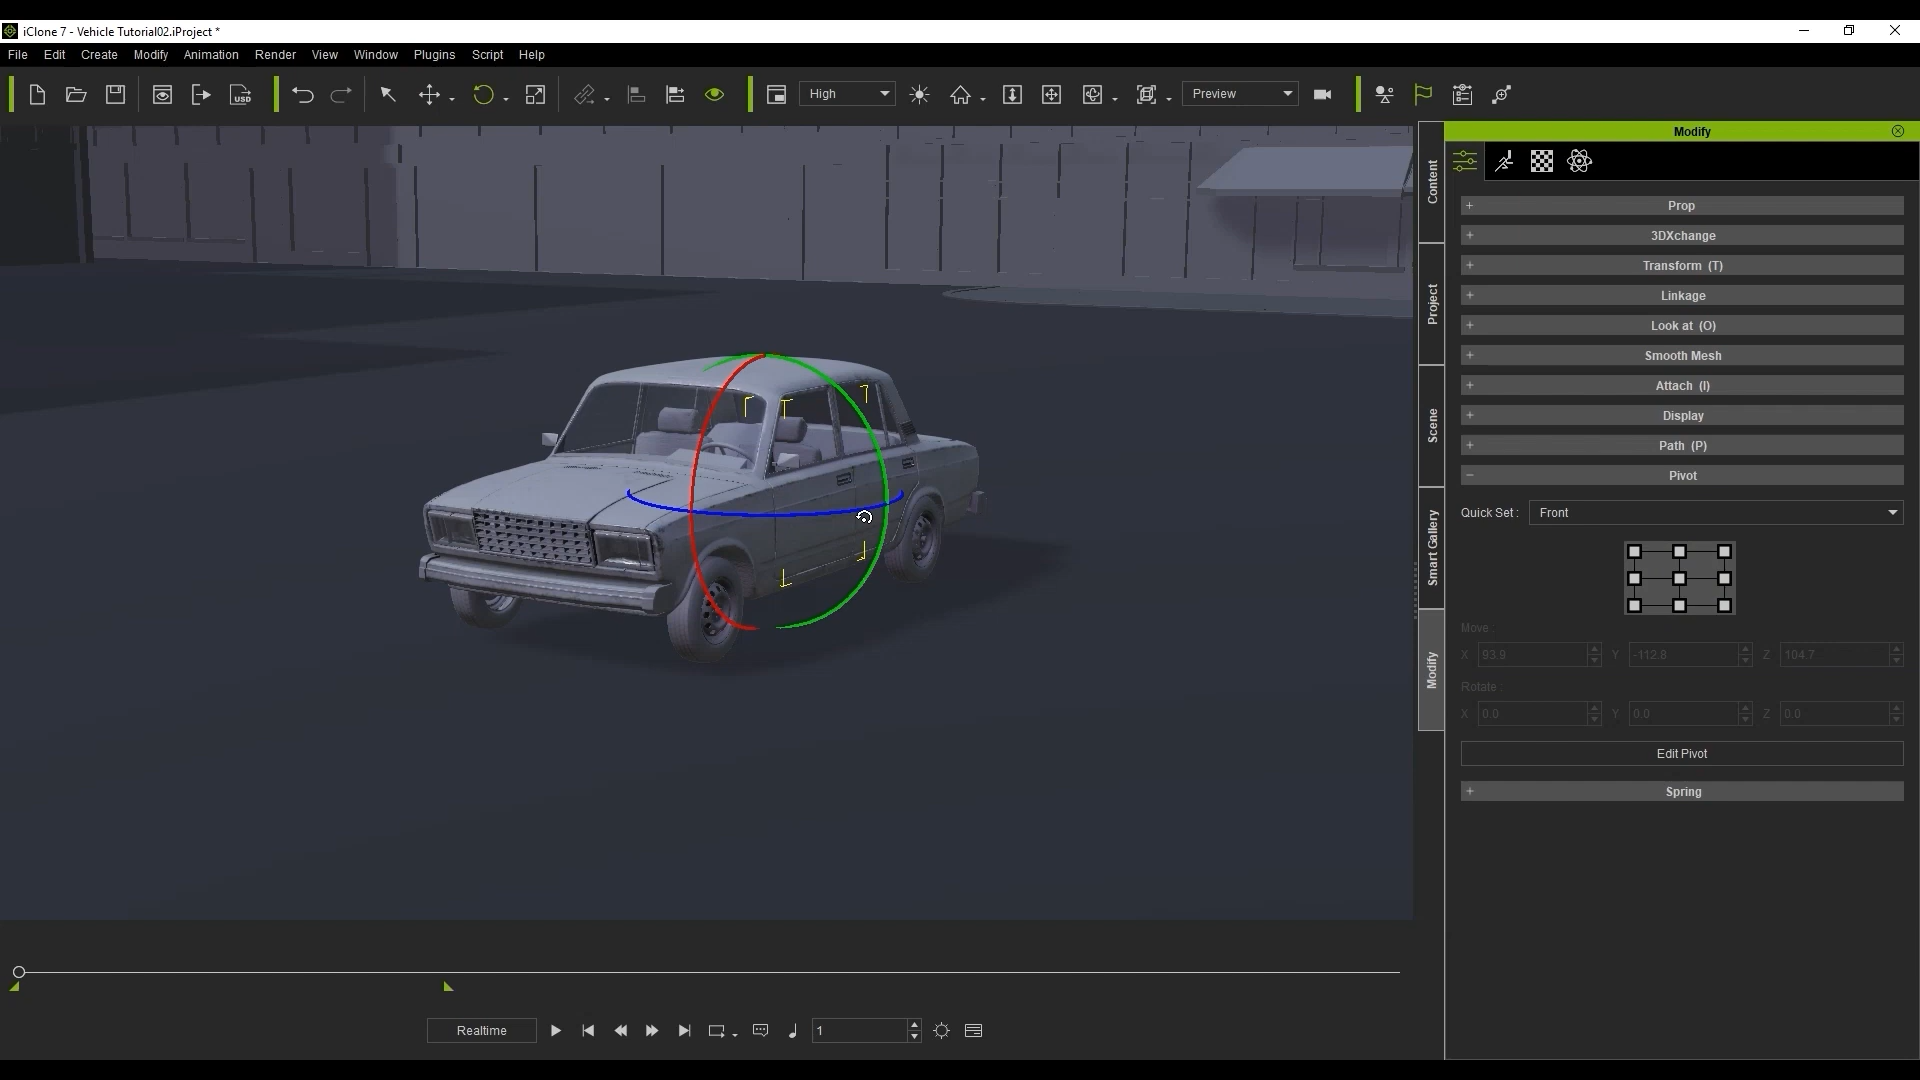 iClone 7 - Vehicle Tutorial02.iProject *
File Edit Create Modify Animation Render View Window Plugins Script Help
USD High Preview
Modify
Content
Project
Scene
Smart Gallery
Modify
+ Prop
+ 3DXchange
+ Transform (T)
+ Linkage
+ Look at (O)
+ Smooth Mesh
+ Attach (I)
+ Display
+ Path (P)
− Pivot
Quick Set : Front
Move :
X 93.9 Y -112.8 Z 104.7
Rotate :
X 0.0 Y 0.0 Z 0.0
Edit Pivot
+ Spring
Realtime 1